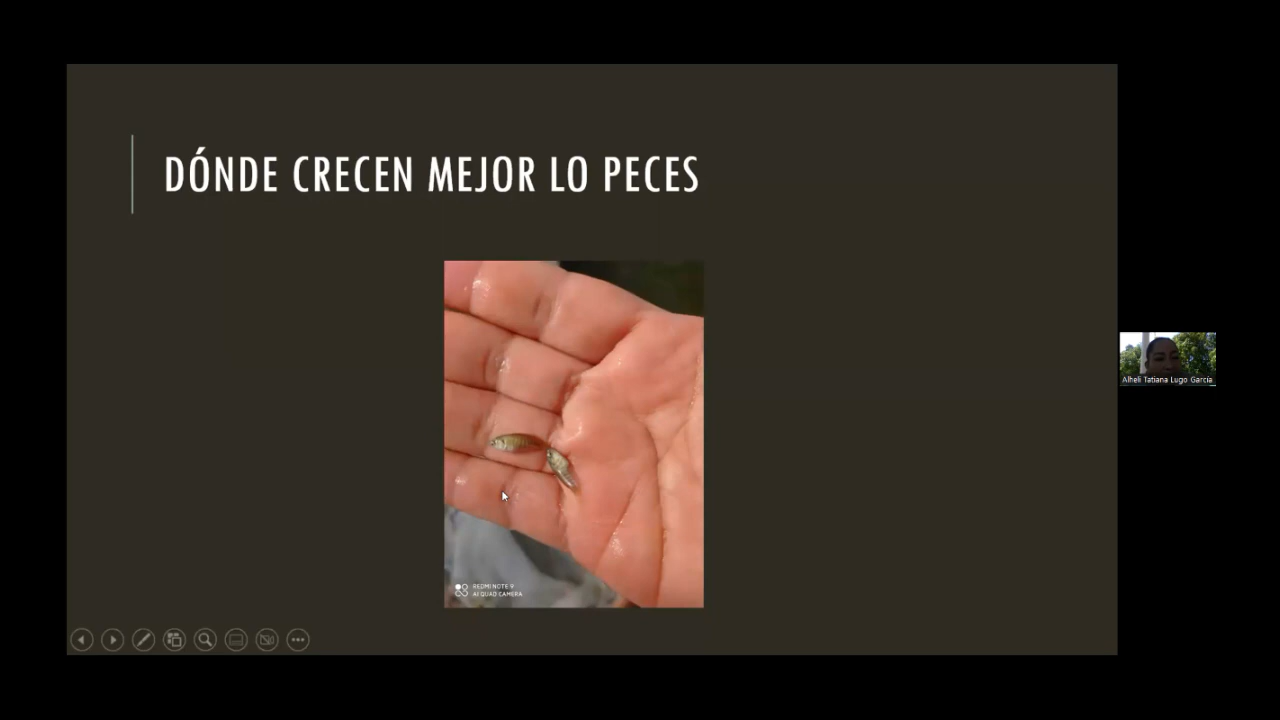 DÓNDE CRECEN MEJOR LO PECES
Alheli Tatiana Lugo García
REDMI NOTE 9
AI QUAD CAMERA